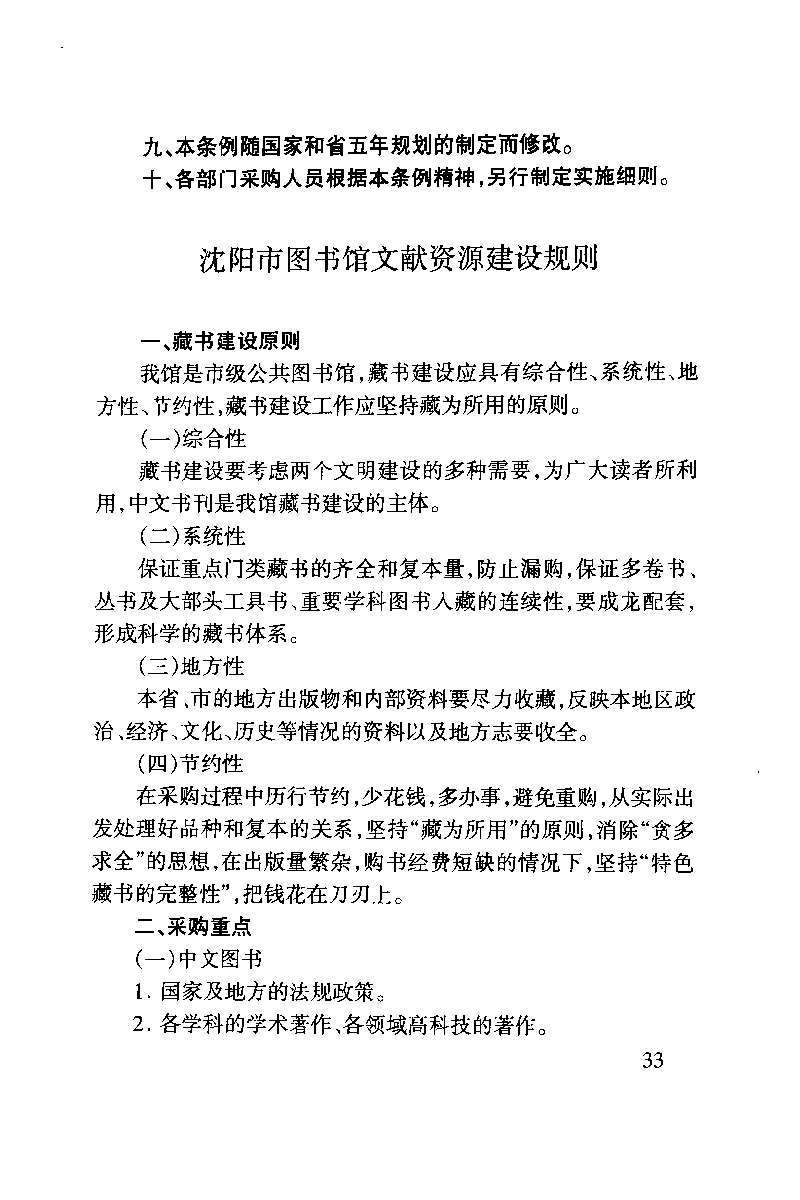 九、本条例随国家和省五年规划的制定而修改。
十、各部门采购人员根据本条例精神,另行制定实施细则。
沈阳市图书馆文献资源建设规则
一、藏书建设原则
我馆是市级公共图书馆,藏书建设应具有综合性、系统性、地
方性、节约性,藏书建设工作应坚持藏为所用的原则。
(一)综合性
藏书建设要考虑两个文明建设的多种需要,为广大读者所利
用,中文书刊是我馆藏书建设的主体。
(二)系统性
保证重点门类藏书的齐全和复本量,防止漏购,保证多卷书、
丛书及大部头工具书、重要学科图书入藏的连续性,要成龙配套,
形成科学的藏书体系。
(三)地方性
本省、市的地方出版物和内部资料要尽力收藏,反映本地区政
治、经济、文化、历史等情况的资料以及地方志要收全。
(四)节约性
在采购过程中历行节约,少花钱,多办事,避免重购,从实际出
发处理好品种和复本的关系,坚持“藏为所用”的原则,消除“贪多
求全”的思想,在出版量繁杂,购书经费短缺的情况下,坚持“特色
藏书的完整性”,把钱花在刀刃上。
二、采购重点
(一)中文图书
1. 国家及地方的法规政策。
2. 各学科的学术著作、各领域高科技的著作。
33